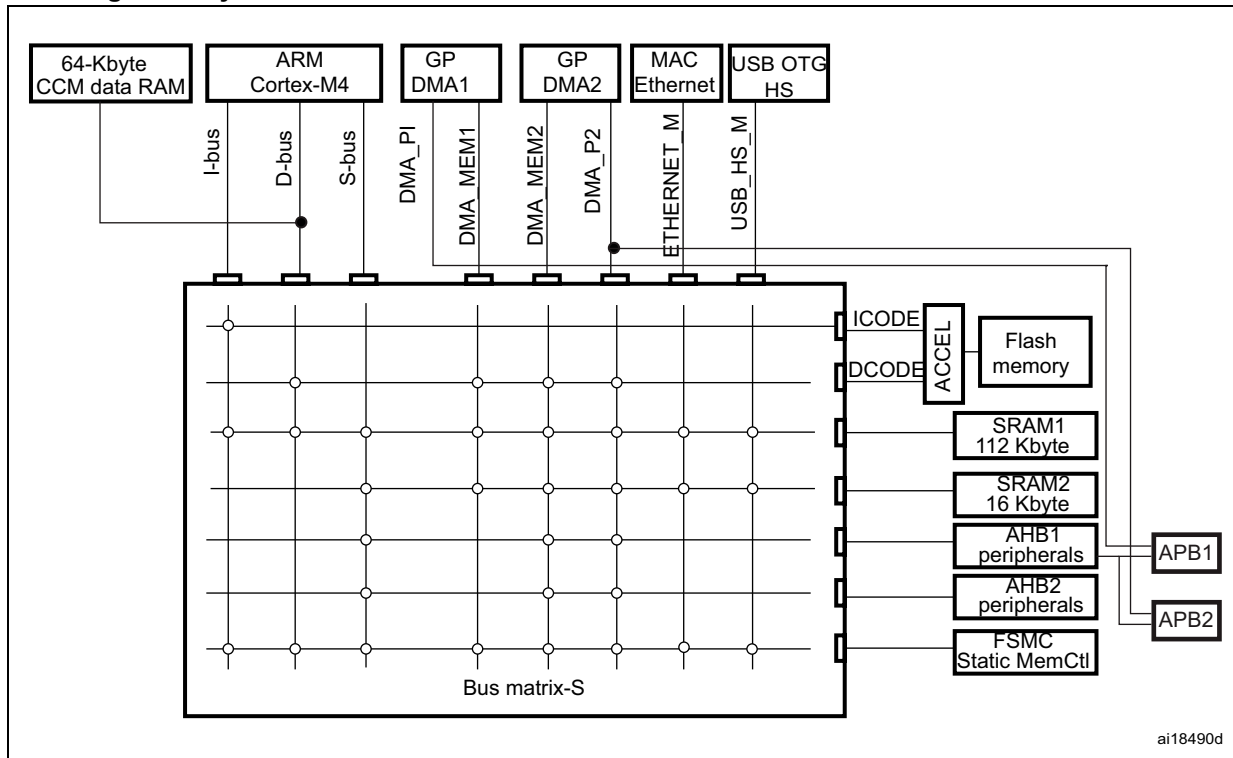 64-Kbyte
CCM data RAM
ARM
Cortex-M4
GP
DMA1
GP
DMA2
MAC
Ethernet
USB OTG
HS
I-bus
D-bus
S-bus
DMA_PI
DMA_MEM1
DMA_MEM2
DMA_P2
ETHERNET_M
USB_HS_M
ICODE
DCODE
ACCEL
Flash
memory
SRAM1
112 Kbyte
SRAM2
16 Kbyte
AHB1
peripherals
APB1
AHB2
peripherals
APB2
FSMC
Static MemCtl
Bus matrix-S
ai18490d